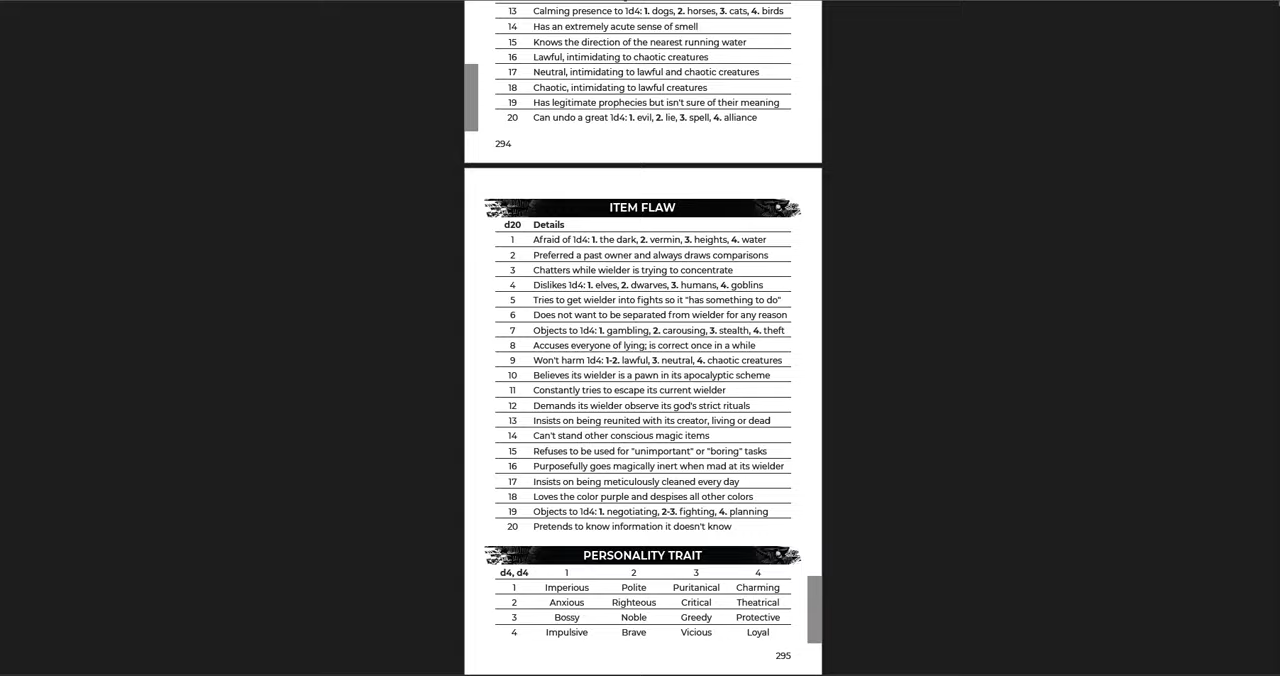 13 Calming presence to 1d4: 1. dogs, 2. horses, 3. cats, 4. birds
14 Has an extremely acute sense of smell
15 Knows the direction of the nearest running water
16 Lawful, intimidating to chaotic creatures
17 Neutral, intimidating to lawful and chaotic creatures
18 Chaotic, intimidating to lawful creatures
19 Has legitimate prophecies but isn't sure of their meaning
20 Can undo a great 1d4: 1. evil, 2. lie, 3. spell, 4. alliance
294
ITEM FLAW
d20 Details
1 Afraid of 1d4: 1. the dark, 2. vermin, 3. heights, 4. water
2 Preferred a past owner and always draws comparisons
3 Chatters while wielder is trying to concentrate
4 Dislikes 1d4: 1. elves, 2. dwarves, 3. humans, 4. goblins
5 Tries to get wielder into fights so it "has something to do"
6 Does not want to be separated from wielder for any reason
7 Objects to 1d4: 1. gambling, 2. carousing, 3. stealth, 4. theft
8 Accuses everyone of lying; is correct once in a while
9 Won't harm 1d4: 1-2. lawful, 3. neutral, 4. chaotic creatures
10 Believes its wielder is a pawn in its apocalyptic scheme
11 Constantly tries to escape its current wielder
12 Demands its wielder observe its god's strict rituals
13 Insists on being reunited with its creator, living or dead
14 Can't stand other conscious magic items
15 Refuses to be used for "unimportant" or "boring" tasks
16 Purposefully goes magically inert when mad at its wielder
17 Insists on being meticulously cleaned every day
18 Loves the color purple and despises all other colors
19 Objects to 1d4: 1. negotiating, 2-3. fighting, 4. planning
20 Pretends to know information it doesn't know
PERSONALITY TRAIT
d4, d4 1 2 3 4
1 Imperious Polite Puritanical Charming
2 Anxious Righteous Critical Theatrical
3 Bossy Noble Greedy Protective
4 Impulsive Brave Vicious Loyal
295